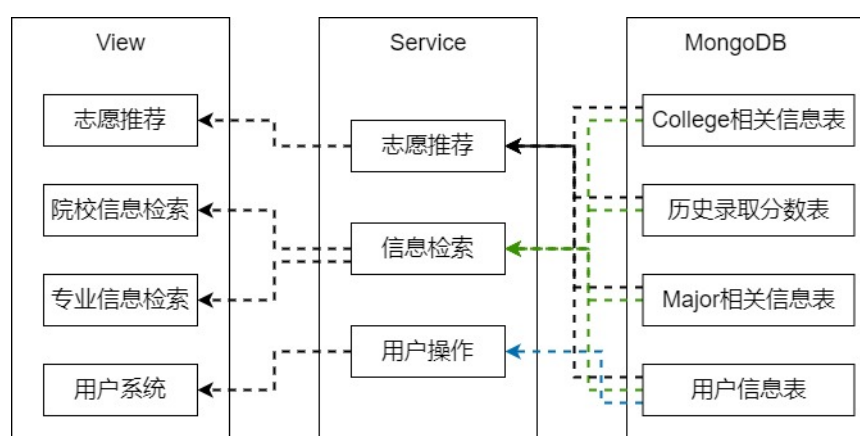 View
志愿推荐
院校信息检索
专业信息检索
用户系统
Service
志愿推荐
信息检索
用户操作
MongoDB
College相关信息表
历史录取分数表
Major相关信息表
用户信息表